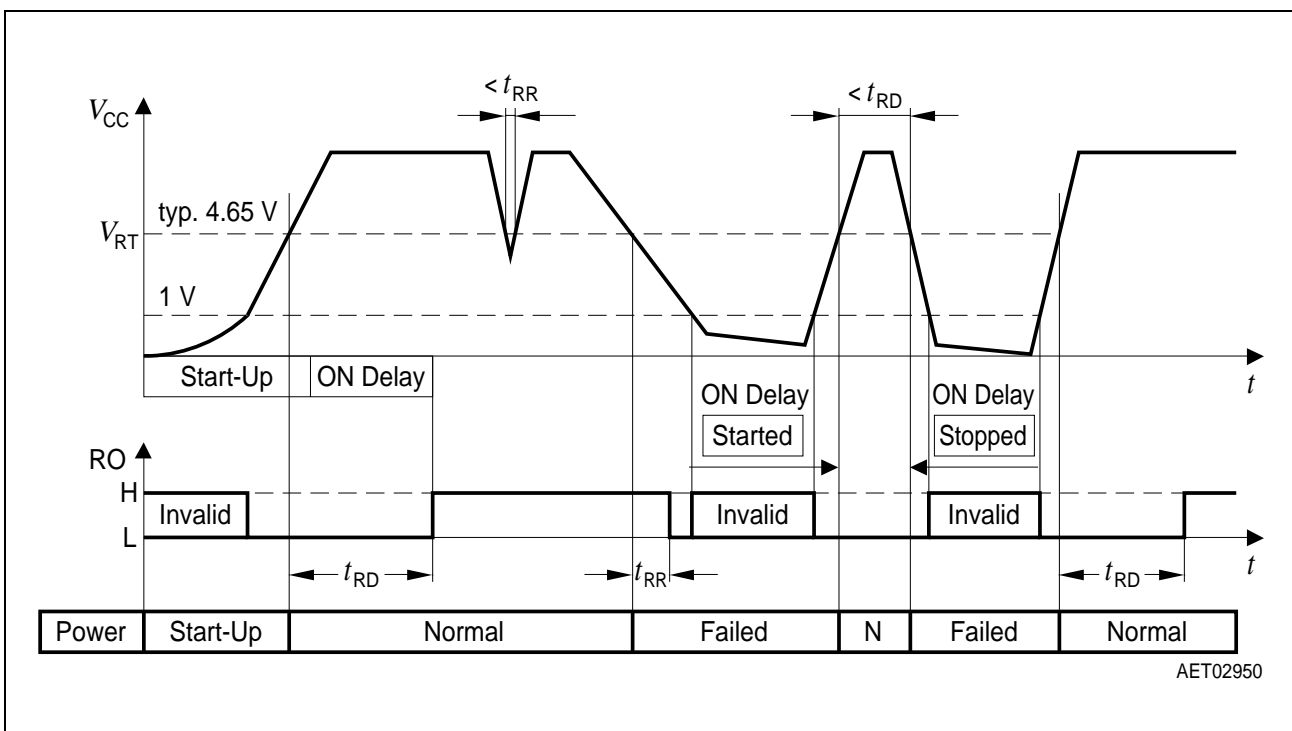 < tRR
< tRD
VCC
typ. 4.65 V
VRT
1 V
Start-Up ON Delay
t
ON Delay
Started
ON Delay
Stopped
RO
H
Invalid
Invalid
Invalid
L
t
tRD
tRR
tRD
Power Start-Up Normal Failed N Failed Normal
AET02950